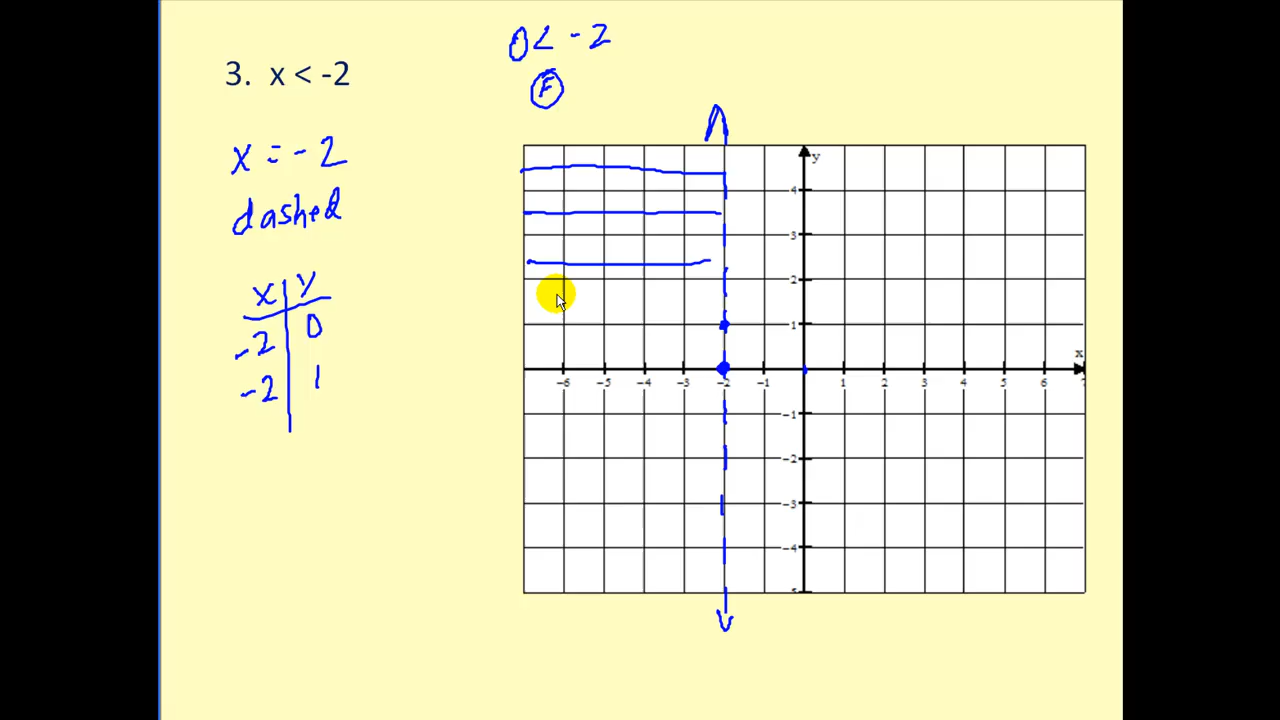 3. x < -2
0 < -2
F
x = -2
dashed
x y
-2 0
-2 1
y
4
3
2
1
x
-6 -5 -4 -3 -2 -1 1 2 3 4 5 6 7
-1
-2
-3
-4